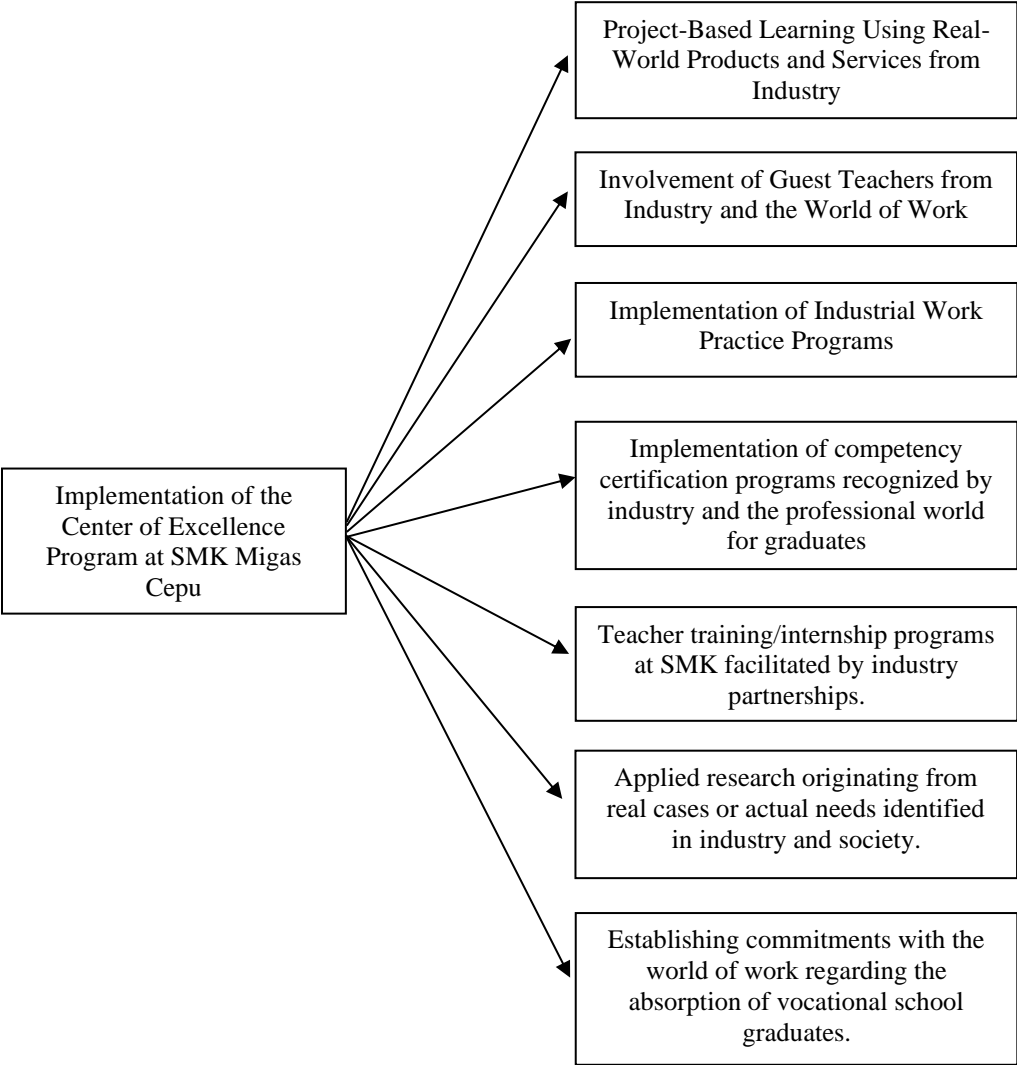 Project-Based Learning Using Real-
World Products and Services from
Industry
Involvement of Guest Teachers from
Industry and the World of Work
Implementation of Industrial Work
Practice Programs
Implementation of competency
certification programs recognized by
industry and the professional world
for graduates
Implementation of the
Center of Excellence
Program at SMK Migas
Cepu
Teacher training/internship programs
at SMK facilitated by industry
partnerships.
Applied research originating from
real cases or actual needs identified
in industry and society.
Establishing commitments with the
world of work regarding the
absorption of vocational school
graduates.